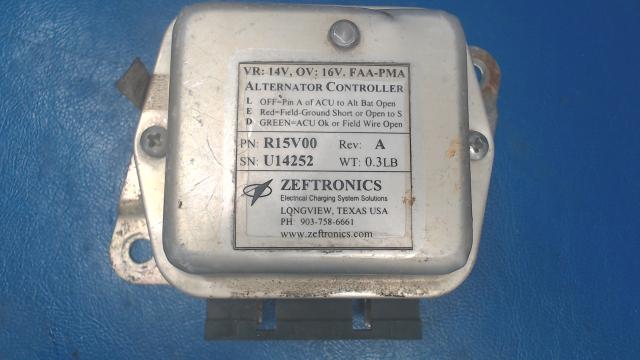 VR: 14V, OV: 16V. FAA-PMA
ALTERNATOR CONTROLLER
L OFF=Pin A of ACU to Alt Bat Open
E Red=Field-Ground Short or Open to S
D GREEN=ACU Ok or Field Wire Open
PN: R15V00 Rev: A
SN: U14252 WT: 0.3LB
ZEFTRONICS
Electrical Charging System Solutions
LONGVIEW, TEXAS USA
PH: 903-758-6661
www.zeftronics.com